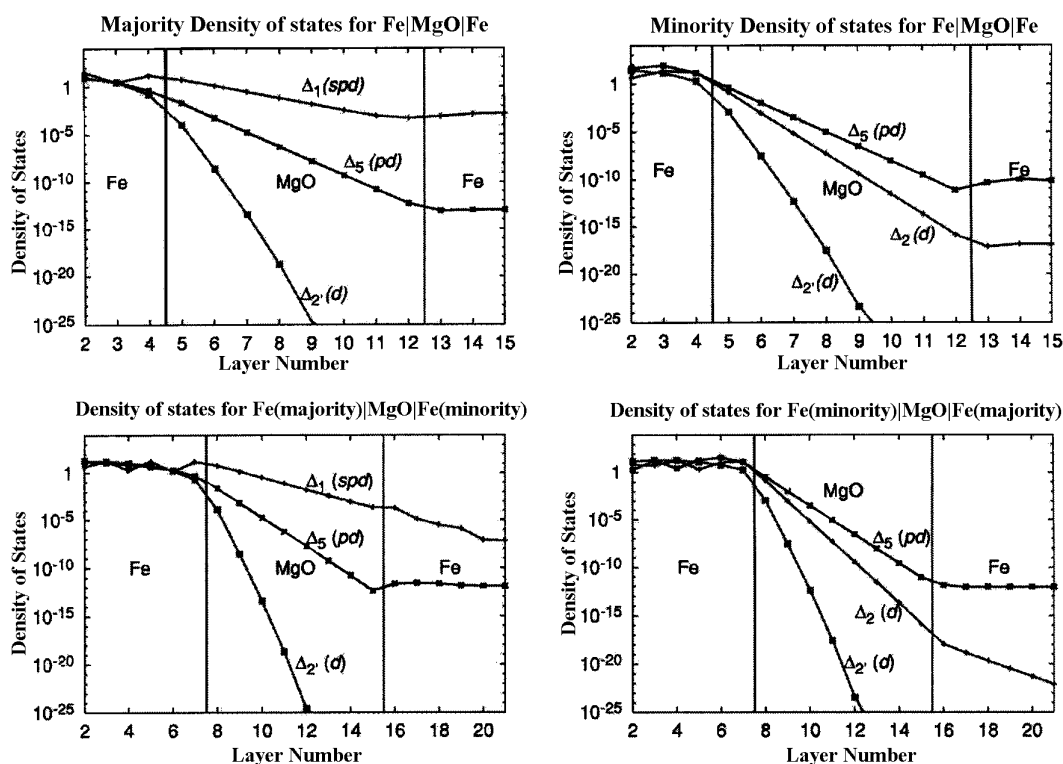 Majority Density of states for Fe|MgO|Fe
Density of States
1
10-5
10-10
10-15
10-20
10-25
Δ1(spd)
Δ5(pd)
Δ2'(d)
Fe
MgO
Fe
2 3 4 5 6 7 8 9 10 11 12 13 14 15
Layer Number
Minority Density of states for Fe|MgO|Fe
Density of States
1
10-5
10-10
10-15
10-20
10-25
Δ5(pd)
Fe
MgO
Fe
Δ2(d)
Δ2'(d)
2 3 4 5 6 7 8 9 10 11 12 13 14 15
Layer Number
Density of states for Fe(majority)|MgO|Fe(minority)
Density of States
1
10-5
10-10
10-15
10-20
10-25
Δ1 (spd)
Δ5 (pd)
Fe
MgO
Fe
Δ2' (d)
2 4 6 8 10 12 14 16 18 20
Layer Number
Density of states for Fe(minority)|MgO|Fe(majority)
Density of States
1
10-5
10-10
10-15
10-20
10-25
MgO
Δ5 (pd)
Fe
Fe
Δ2 (d)
Δ2' (d)
2 4 6 8 10 12 14 16 18 20
Layer Number